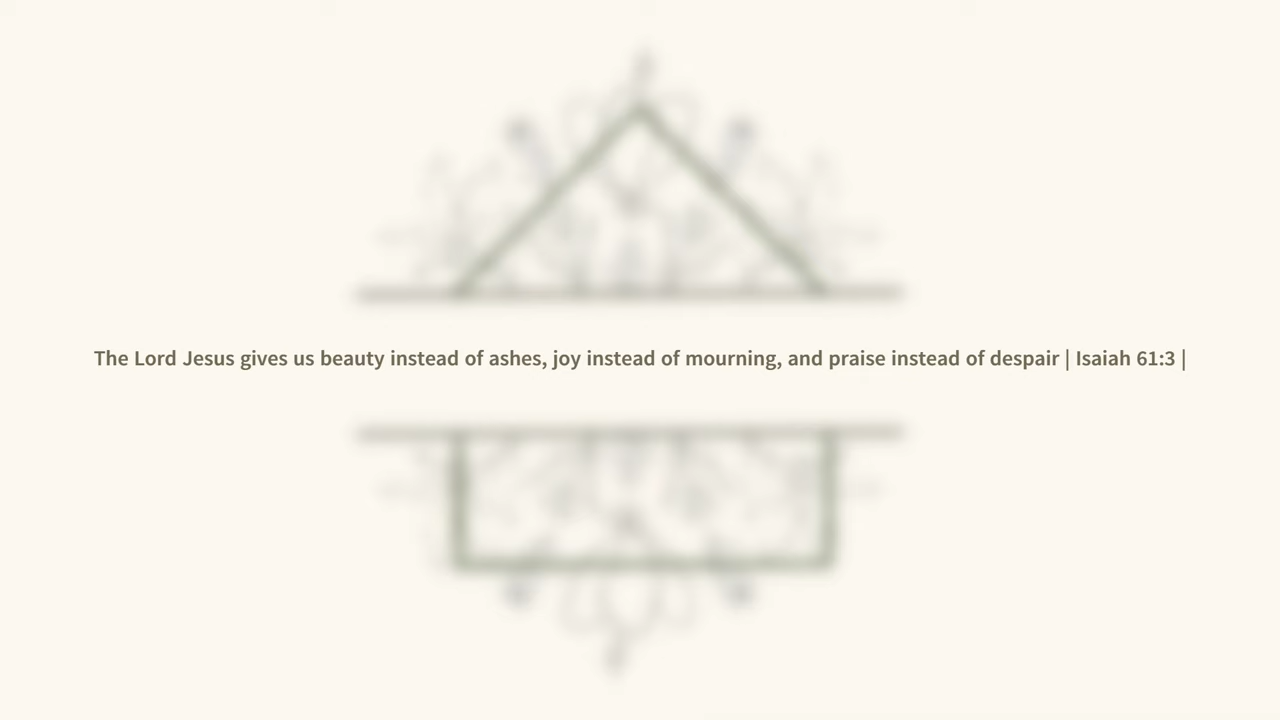 The Lord Jesus gives us beauty instead of ashes, joy instead of mourning, and praise instead of despair | Isaiah 61:3 |